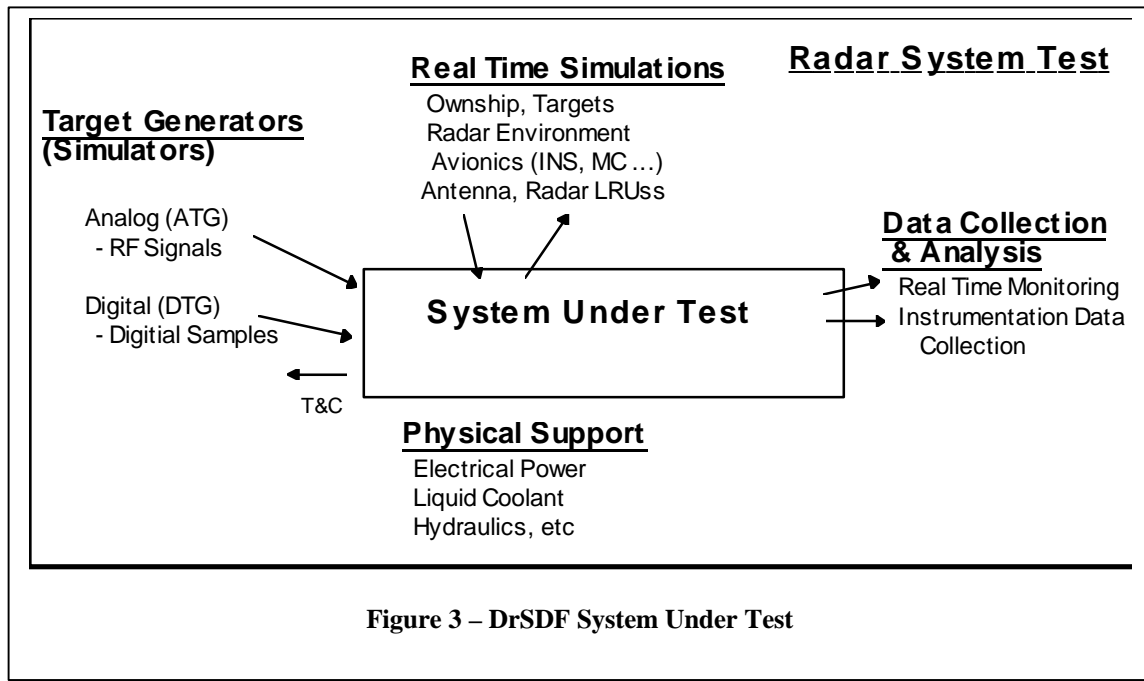 Radar System Test
Real Time Simulations
Ownship, Targets
Radar Environment
Avionics (INS, MC ...)
Antenna, Radar LRUss
Target Generators
(Simulators)
Analog (ATG)
- RF Signals
Digital (DTG)
- Digitial Samples
T&C
System Under Test
Data Collection
& Analysis
Real Time Monitoring
Instrumentation Data
Collection
Physical Support
Electrical Power
Liquid Coolant
Hydraulics, etc
Figure 3 – DrSDF System Under Test